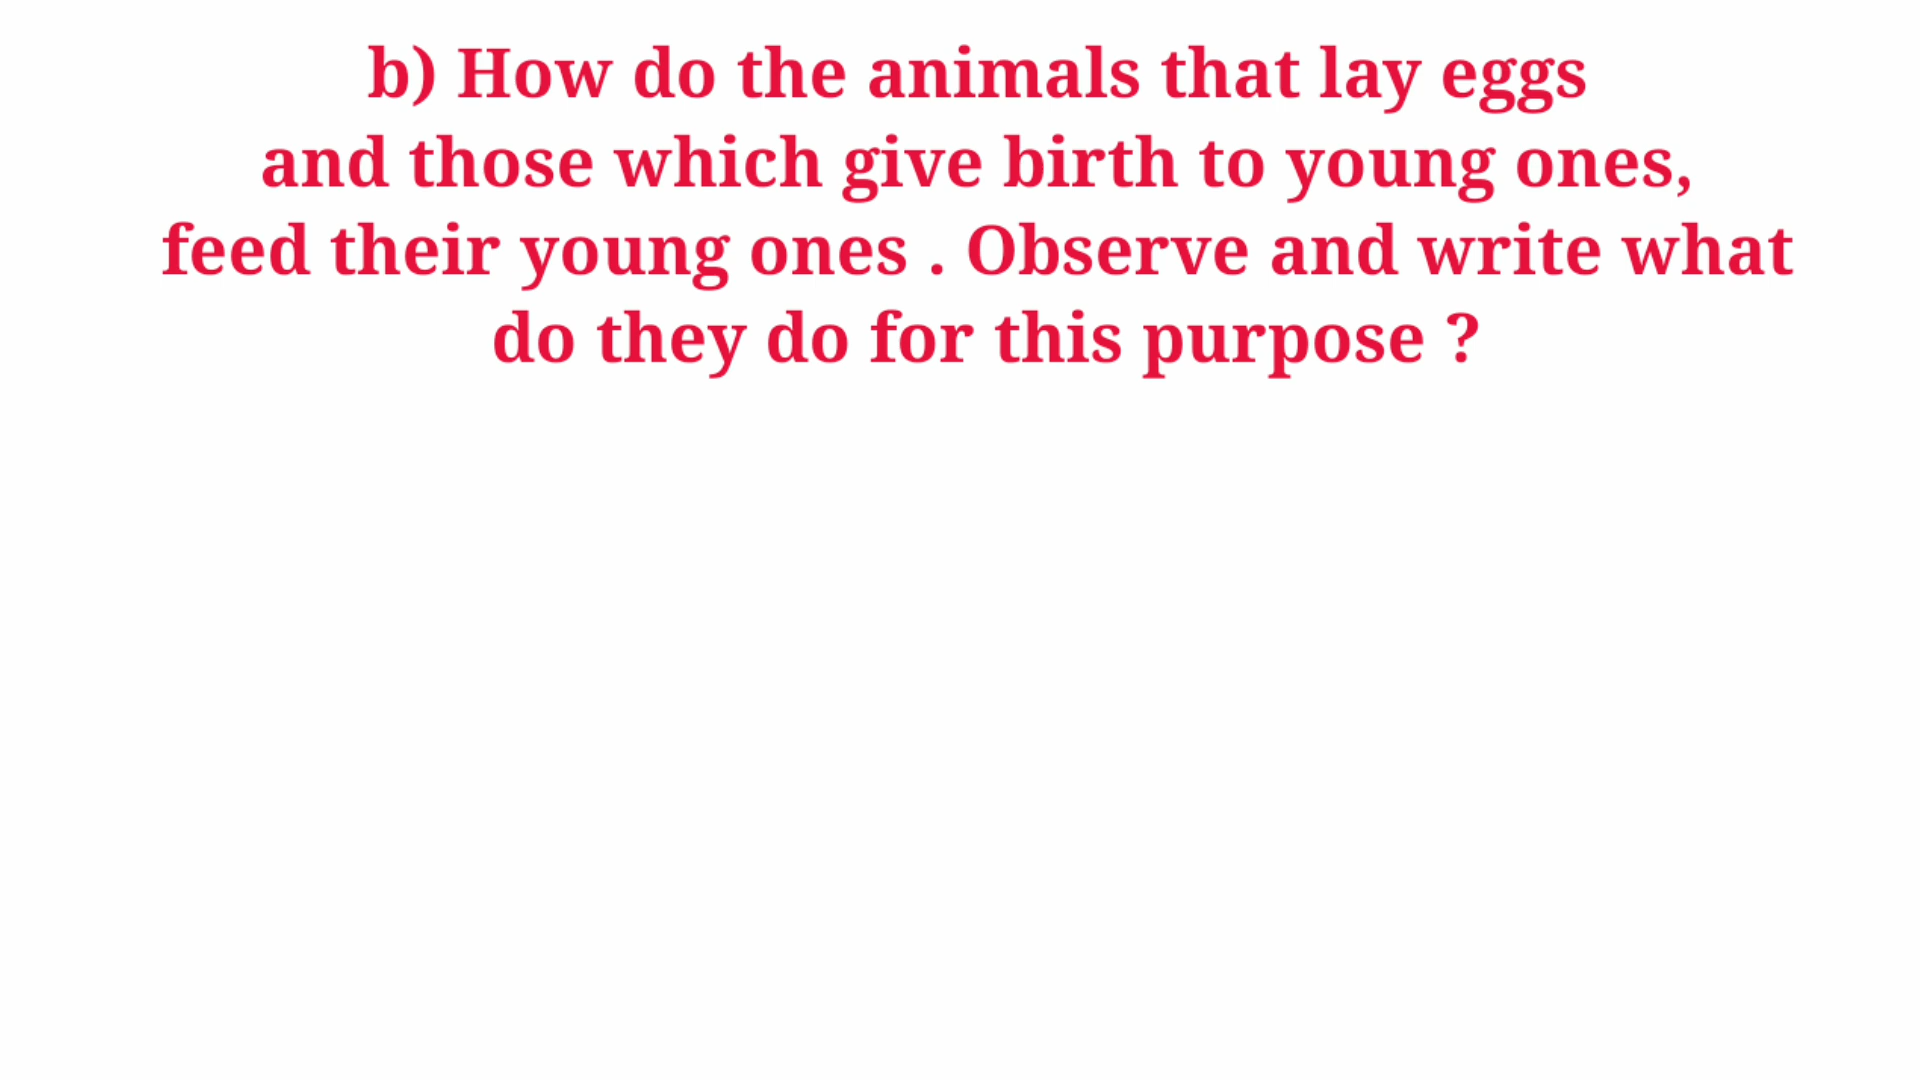 b) How do the animals that lay eggs
and those which give birth to young ones,
feed their young ones . Observe and write what
do they do for this purpose ?